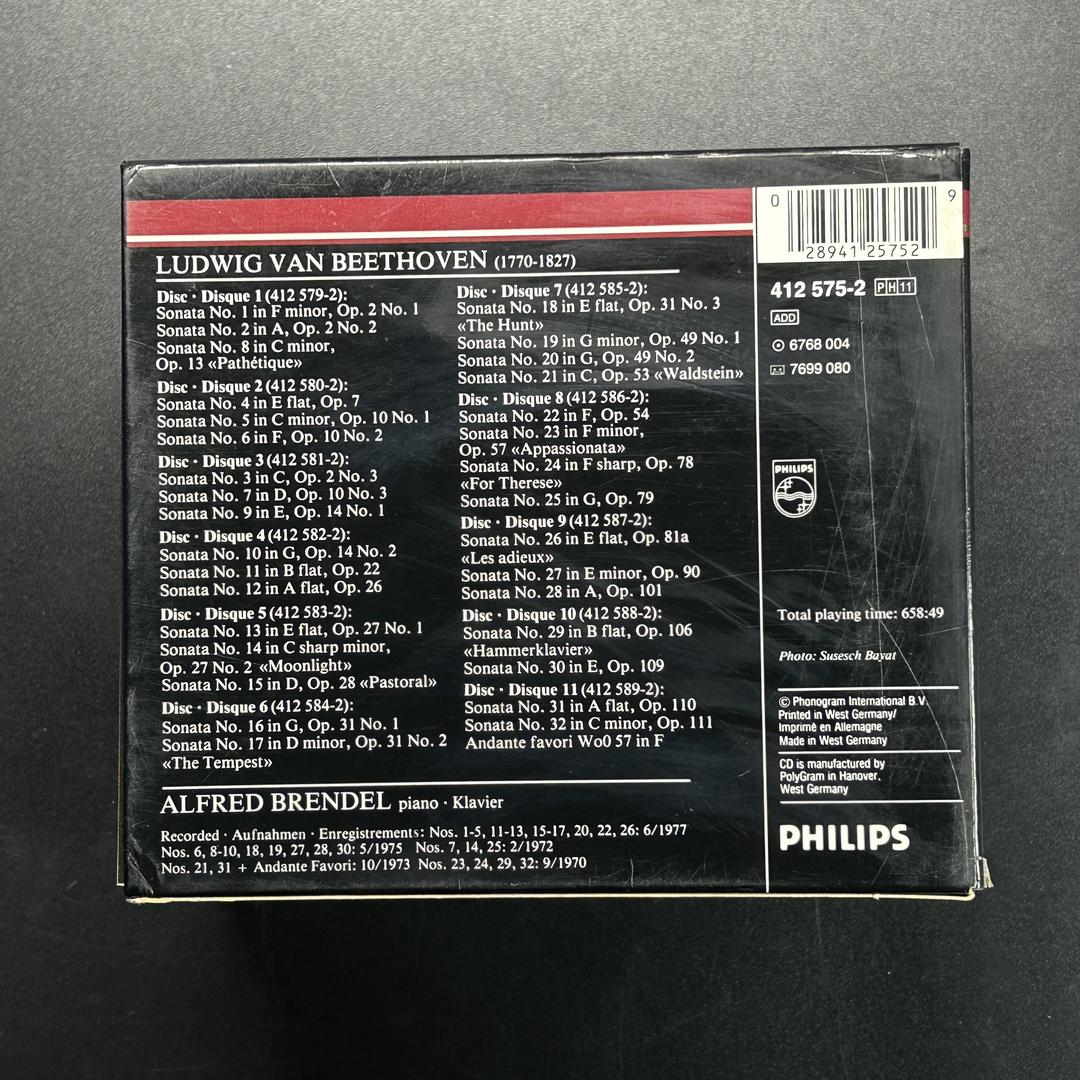 LUDWIG VAN BEETHOVEN (1770-1827)
Disc · Disque 1 (412 579-2):
Sonata No. 1 in F minor, Op. 2 No. 1
Sonata No. 2 in A, Op. 2 No. 2
Sonata No. 8 in C minor,
Op. 13 «Pathétique»
Disc · Disque 2 (412 580-2):
Sonata No. 4 in E flat, Op. 7
Sonata No. 5 in C minor, Op. 10 No. 1
Sonata No. 6 in F, Op. 10 No. 2
Disc · Disque 3 (412 581-2):
Sonata No. 3 in C, Op. 2 No. 3
Sonata No. 7 in D, Op. 10 No. 3
Sonata No. 9 in E, Op. 14 No. 1
Disc · Disque 4 (412 582-2):
Sonata No. 10 in G, Op. 14 No. 2
Sonata No. 11 in B flat, Op. 22
Sonata No. 12 in A flat, Op. 26
Disc · Disque 5 (412 583-2):
Sonata No. 13 in E flat, Op. 27 No. 1
Sonata No. 14 in C sharp minor,
Op. 27 No. 2 «Moonlight»
Sonata No. 15 in D, Op. 28 «Pastoral»
Disc · Disque 6 (412 584-2):
Sonata No. 16 in G, Op. 31 No. 1
Sonata No. 17 in D minor, Op. 31 No. 2
«The Tempest»
Disc · Disque 7 (412 585-2):
Sonata No. 18 in E flat, Op. 31 No. 3
«The Hunt»
Sonata No. 19 in G minor, Op. 49 No. 1
Sonata No. 20 in G, Op. 49 No. 2
Sonata No. 21 in C, Op. 53 «Waldstein»
Disc · Disque 8 (412 586-2):
Sonata No. 22 in F, Op. 54
Sonata No. 23 in F minor,
Op. 57 «Appassionata»
Sonata No. 24 in F sharp, Op. 78
«For Therese»
Sonata No. 25 in G, Op. 79
Disc · Disque 9 (412 587-2):
Sonata No. 26 in E flat, Op. 81a
«Les adieux»
Sonata No. 27 in E minor, Op. 90
Sonata No. 28 in A, Op. 101
Disc · Disque 10 (412 588-2):
Sonata No. 29 in B flat, Op. 106
«Hammerklavier»
Sonata No. 30 in E, Op. 109
Disc · Disque 11 (412 589-2):
Sonata No. 31 in A flat, Op. 110
Sonata No. 32 in C minor, Op. 111
Andante favori Wo0 57 in F
ALFRED BRENDEL piano · Klavier
Recorded · Aufnahmen · Enregistrements: Nos. 1-5, 11-13, 15-17, 20, 22, 26: 6/1977
Nos. 6, 8-10, 18, 19, 27, 28, 30: 5/1975 Nos. 7, 14, 25: 2/1972
Nos. 21, 31 + Andante Favori: 10/1973 Nos. 23, 24, 29, 32: 9/1970
0 28941 25752 9
412 575-2 PH 11
ADD
6768 004
7699 080
PHILIPS
Total playing time: 658:49
Photo: Susesch Bayat
© Phonogram International B.V.
Printed in West Germany/
Imprimé en Allemagne
Made in West Germany
CD is manufactured by
PolyGram in Hanover,
West Germany
PHILIPS